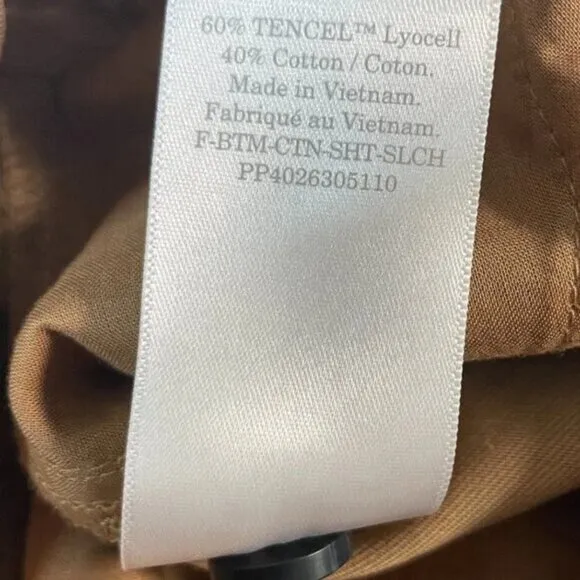 60% TENCEL™ Lyocell
40% Cotton / Coton.
Made in Vietnam.
Fabriqué au Vietnam.
F-BTM-CTN-SHT-SLCH
PP4026305110